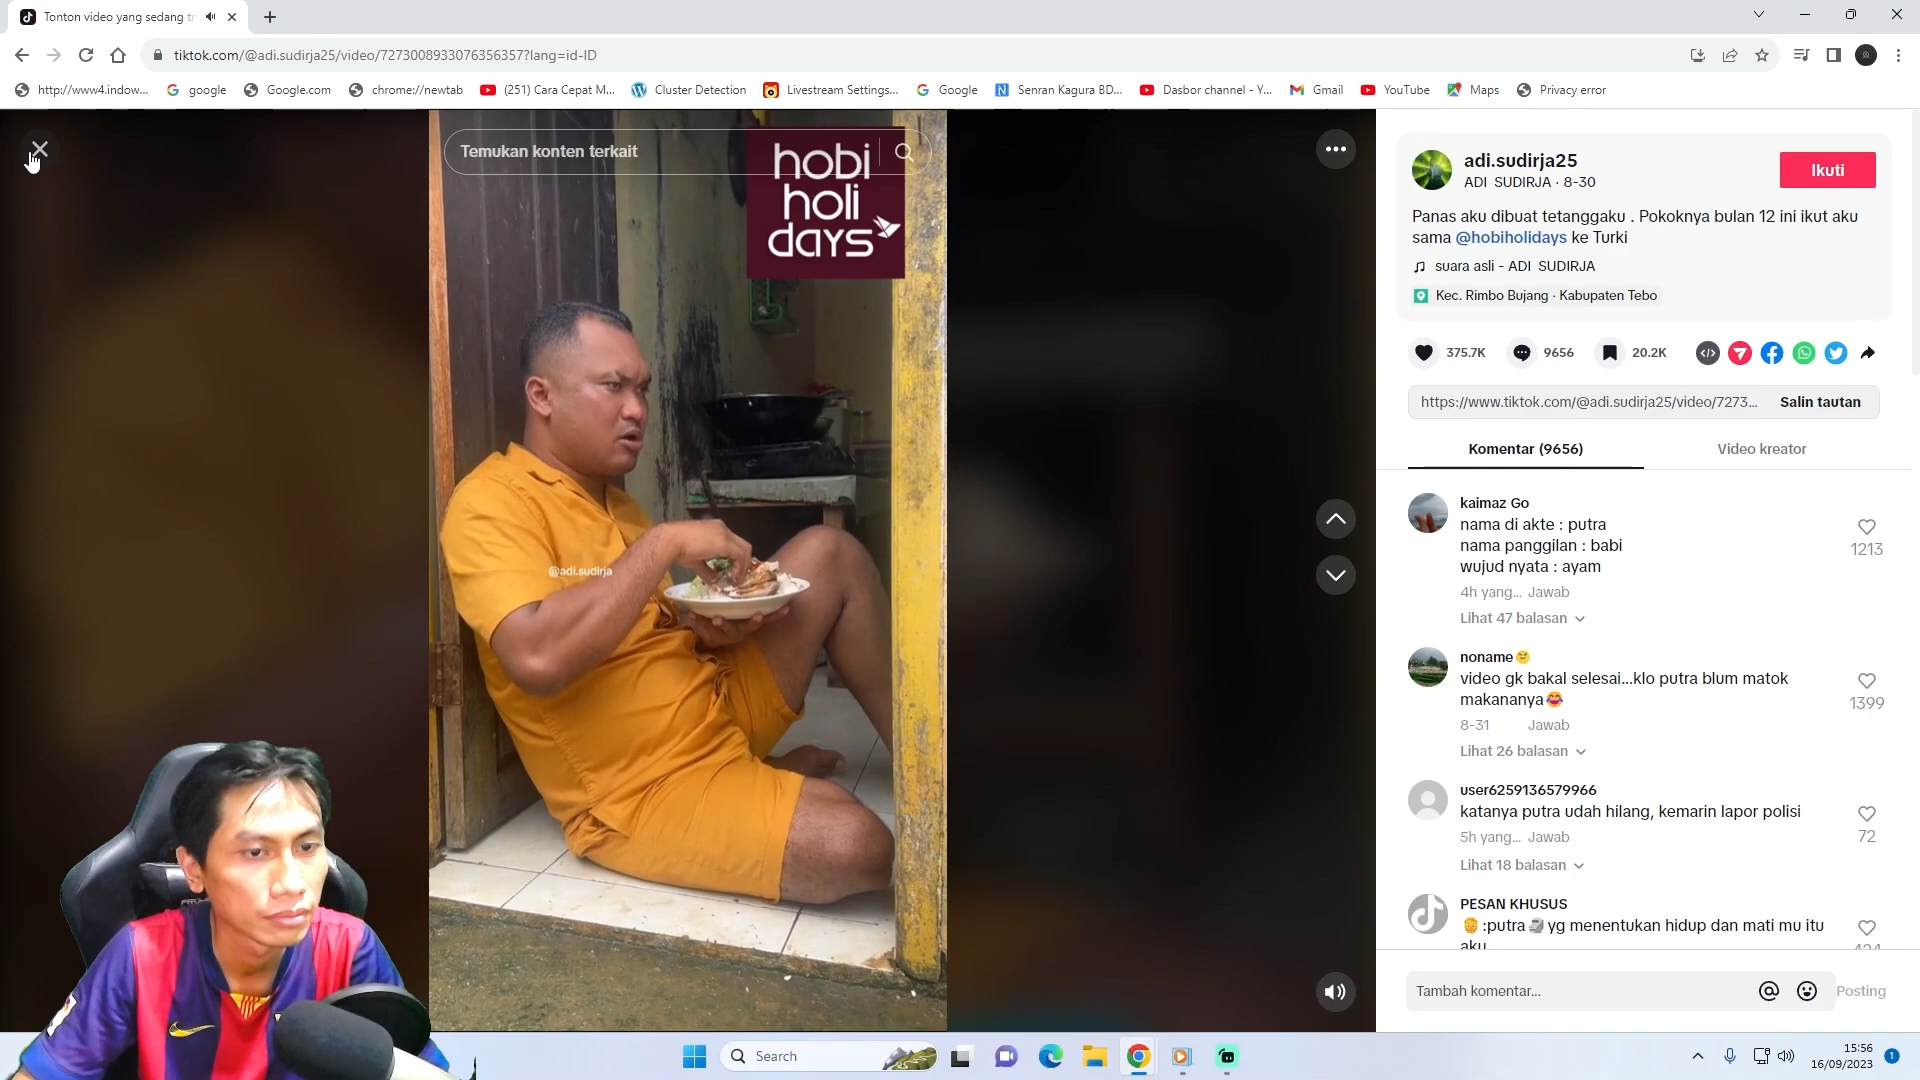 Tonton video yang sedang tr
tiktok.com/@adi.sudirja25/video/7273008933076356357?lang=id-ID
http://www4.indow...
google
Google.com
chrome://newtab
(251) Cara Cepat M...
Cluster Detection
Livestream Settings...
Google
Senran Kagura BD...
Dasbor channel - Y...
Gmail
YouTube
Maps
Privacy error
Temukan konten terkait
hobi
holi
days
@adi.sudirja
adi.sudirja25
ADI SUDIRJA · 8-30
Ikuti
Panas aku dibuat tetanggaku . Pokoknya bulan 12 ini ikut aku
sama @hobiholidays ke Turki
suara asli - ADI SUDIRJA
Kec. Rimbo Bujang · Kabupaten Tebo
375.7K
9656
20.2K
https://www.tiktok.com/@adi.sudirja25/video/7273...
Salin tautan
Komentar (9656)
Video kreator
kaimaz Go
nama di akte : putra
nama panggilan : babi
wujud nyata : ayam
1213
4h yang... Jawab
Lihat 47 balasan
noname
video gk bakal selesai...klo putra blum matok
makananya
1399
8-31 Jawab
Lihat 26 balasan
user6259136579966
katanya putra udah hilang, kemarin lapor polisi
72
5h yang... Jawab
Lihat 18 balasan
PESAN KHUSUS
:putra yg menentukan hidup dan mati mu itu
aku
Tambah komentar...
Posting
Search
15:56
16/09/2023
1